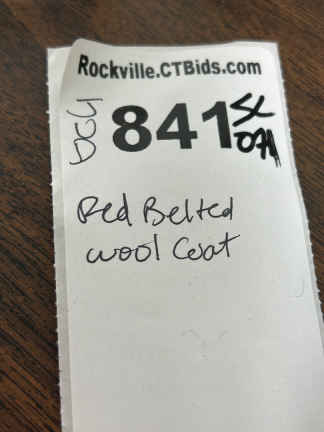 Rockville.CTBids.com
841
Red Belted
wool Coat